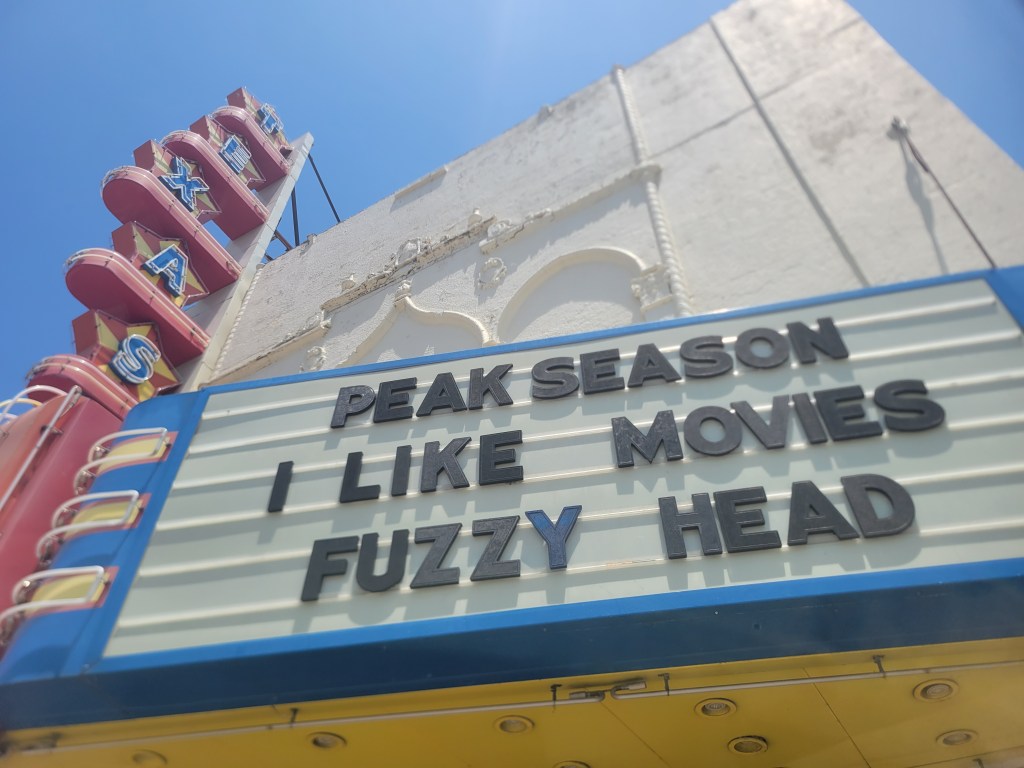 TEXAS
PEAK SEASON
I LIKE MOVIES
FUZZY HEAD